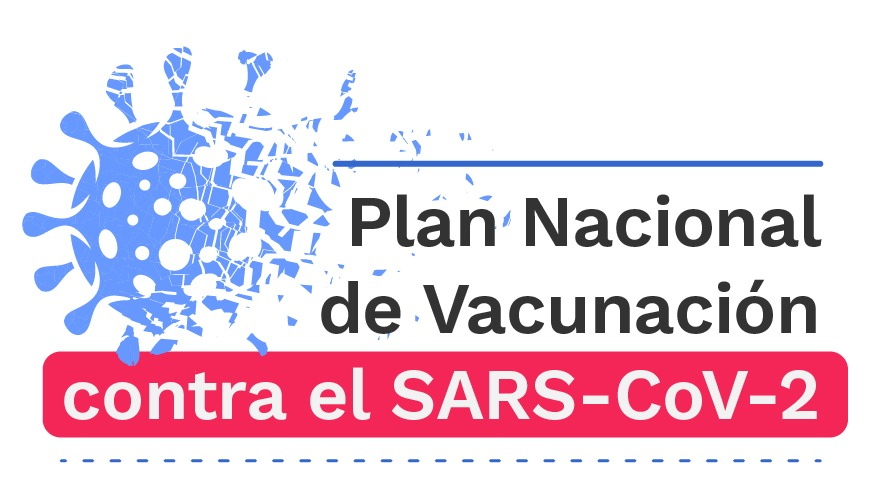 Plan Nacional
de Vacunación
contra el SARS-CoV-2